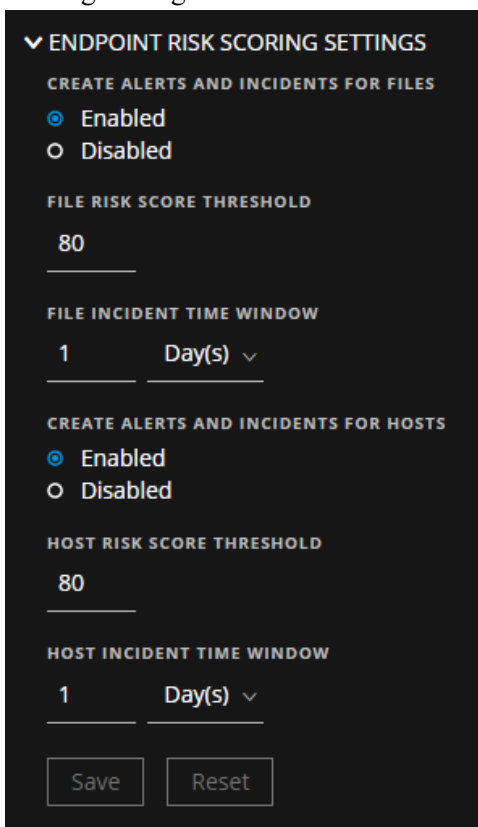 ENDPOINT RISK SCORING SETTINGS
CREATE ALERTS AND INCIDENTS FOR FILES
Enabled
Disabled
FILE RISK SCORE THRESHOLD
80
FILE INCIDENT TIME WINDOW
1 Day(s)
CREATE ALERTS AND INCIDENTS FOR HOSTS
Enabled
Disabled
HOST RISK SCORE THRESHOLD
80
HOST INCIDENT TIME WINDOW
1 Day(s)
Save Reset